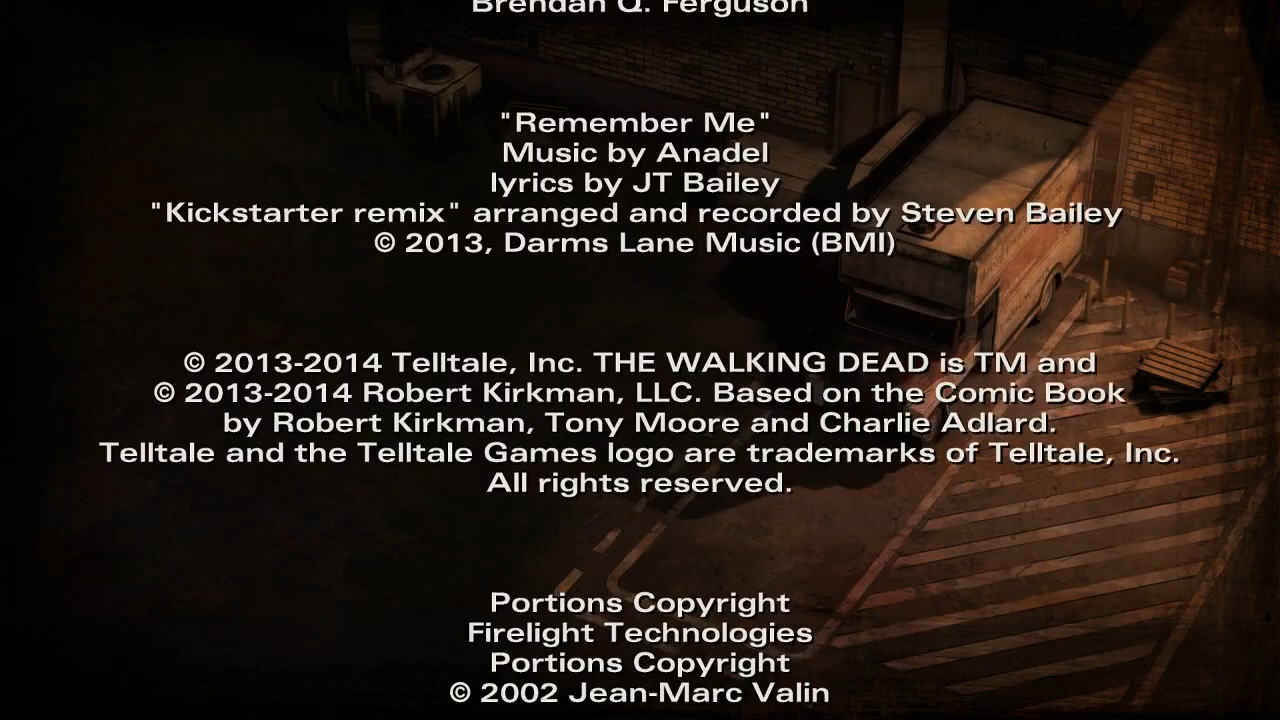 Brendan Q. Ferguson
"Remember Me"
Music by Anadel
lyrics by JT Bailey
"Kickstarter remix" arranged and recorded by Steven Bailey
© 2013, Darms Lane Music (BMI)
© 2013-2014 Telltale, Inc. THE WALKING DEAD is TM and
© 2013-2014 Robert Kirkman, LLC. Based on the Comic Book
by Robert Kirkman, Tony Moore and Charlie Adlard.
Telltale and the Telltale Games logo are trademarks of Telltale, Inc.
All rights reserved.
Portions Copyright
Firelight Technologies
Portions Copyright
© 2002 Jean-Marc Valin